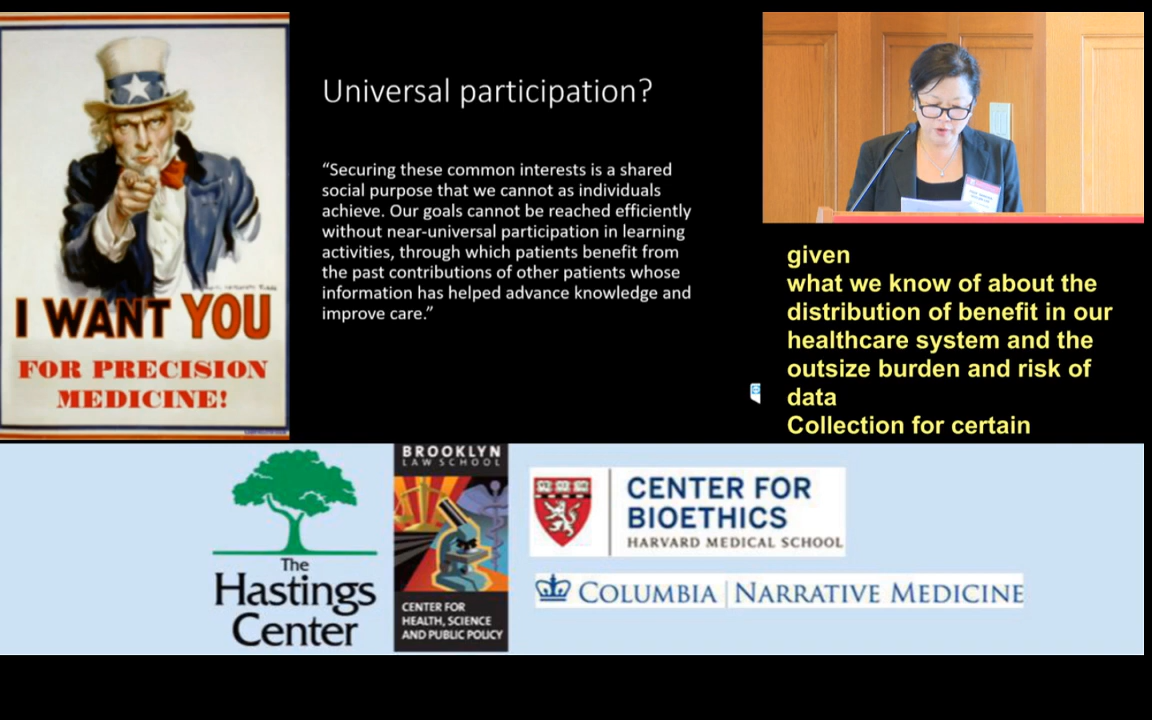 I WANT YOU
FOR PRECISION
MEDICINE!
Universal participation?
“Securing these common interests is a shared
social purpose that we cannot as individuals
achieve. Our goals cannot be reached efficiently
without near-universal participation in learning
activities, through which patients benefit from
the past contributions of other patients whose
information has helped advance knowledge and
improve care.”
given
what we know of about the
distribution of benefit in our
healthcare system and the
outsize burden and risk of
data
Collection for certain
The
Hastings
Center
BROOKLYN
LAW SCHOOL
CENTER FOR
HEALTH, SCIENCE
AND PUBLIC POLICY
CENTER FOR
BIOETHICS
HARVARD MEDICAL SCHOOL
COLUMBIA | NARRATIVE MEDICINE